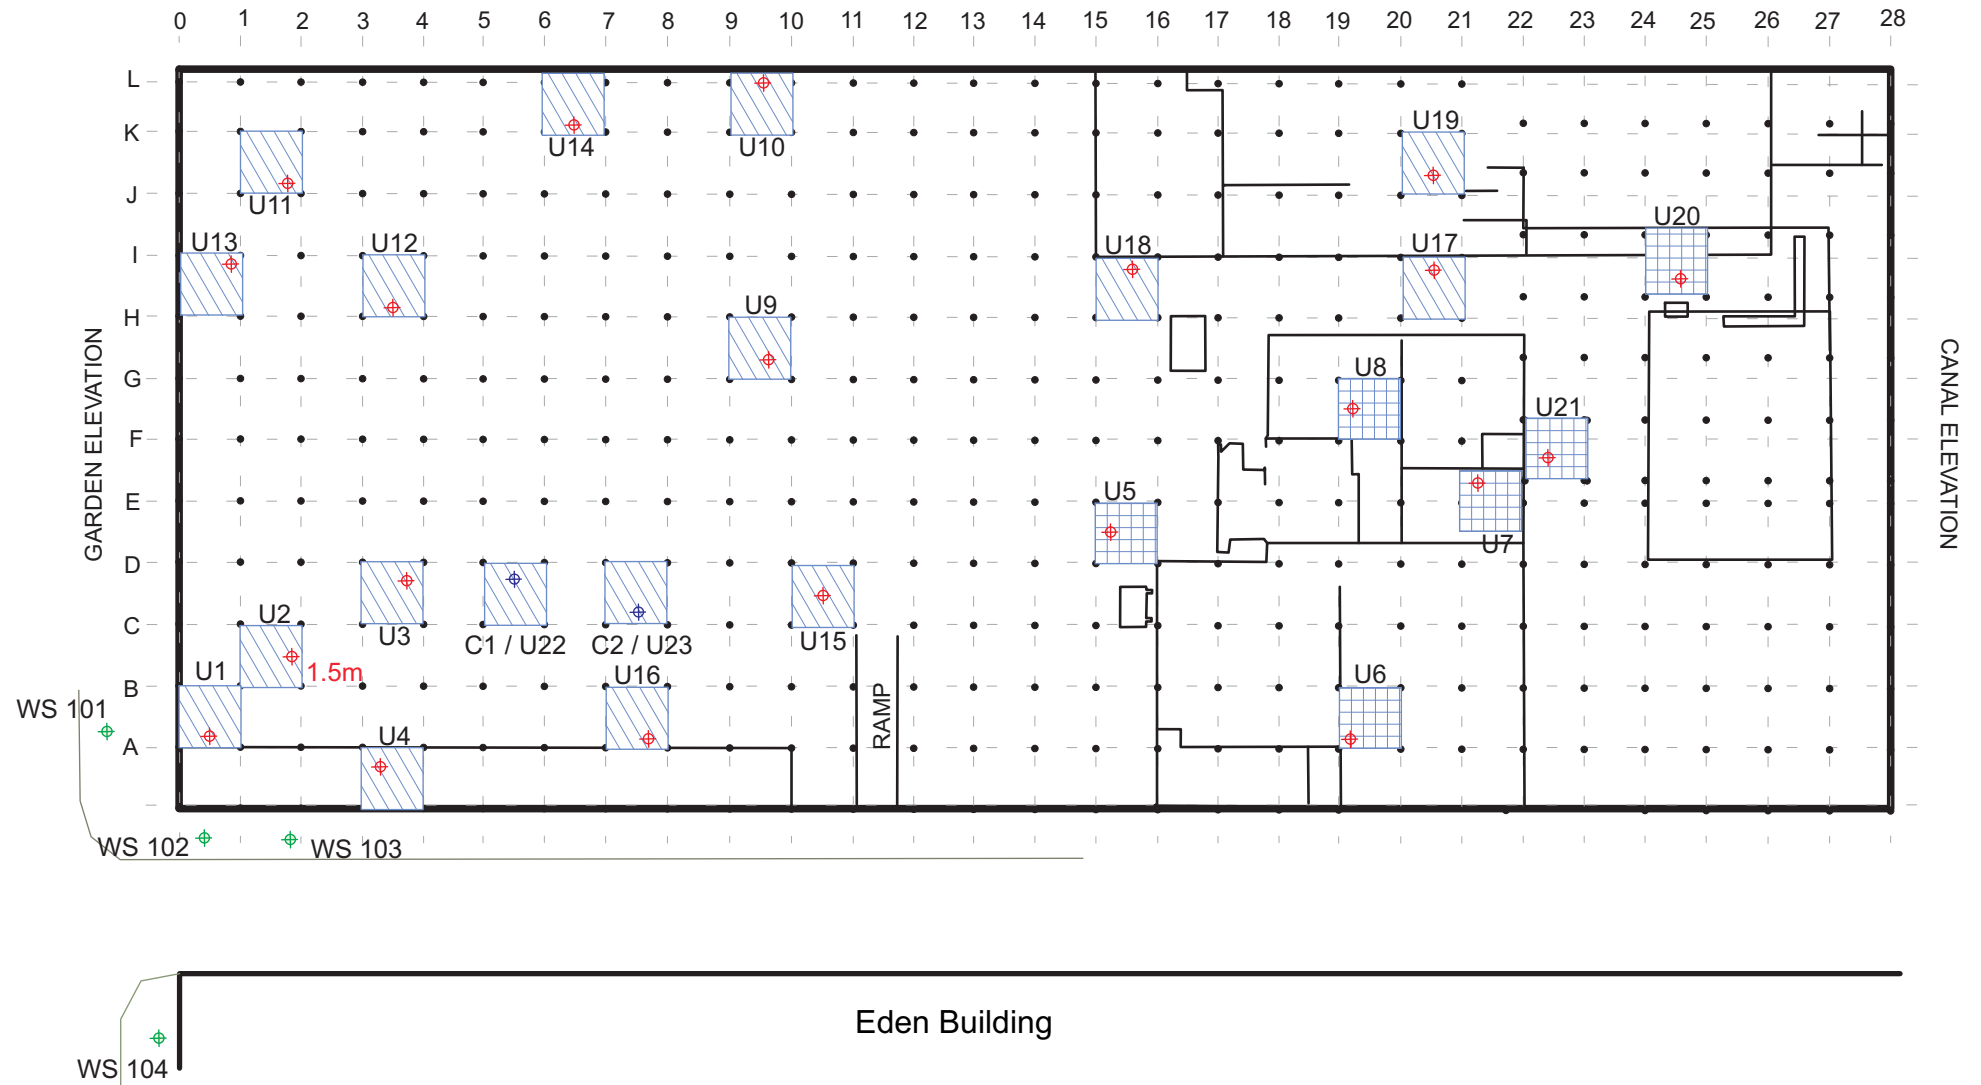 0 1 2 3 4 5 6 7 8 9 10 11 12 13 14 15 16 17 18 19 20 21 22 23 24 25 26 27 28
L
K
J
I
H
G
F
E
D
C
B
A
GARDEN ELEVATION
CANAL ELEVATION
U14
U10
U19
U11
U20
U13
U12
U18
U17
U9
U8
U21
U5
U7
U2
U3
C1 / U22
C2 / U23
U15
U1
1.5m
U16
U6
WS 101
RAMP
U4
WS 102
WS 103
Eden Building
WS 104